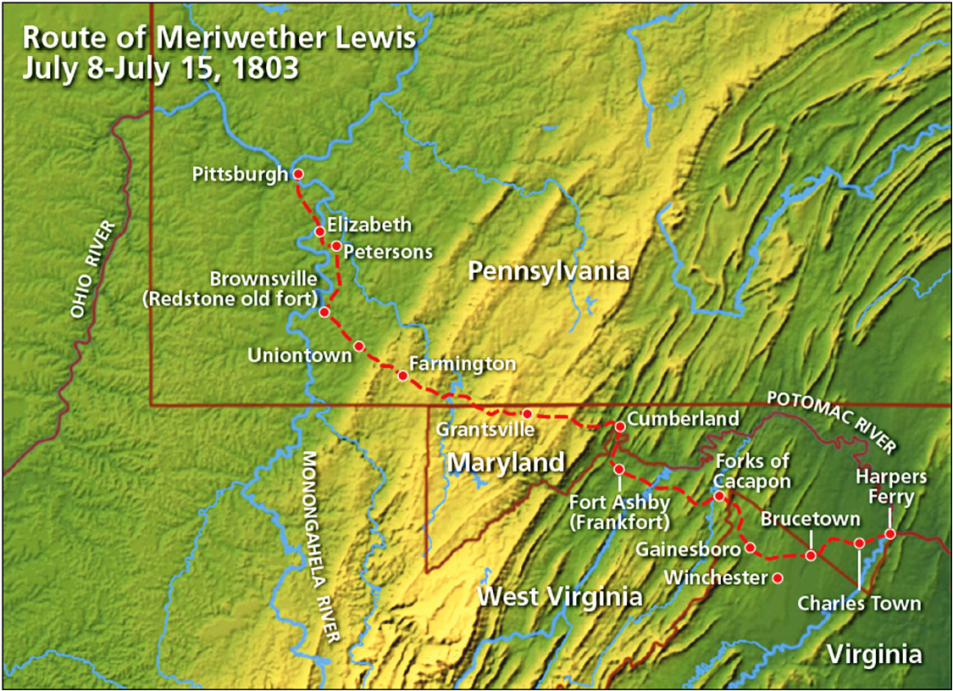 Route of Meriwether Lewis
July 8-July 15, 1803
Pittsburgh
Elizabeth
Petersons
OHIO RIVER
Pennsylvania
Brownsville
(Redstone old fort)
Uniontown
Farmington
POTOMAC RIVER
Grantsville
Cumberland
Maryland
MONONGAHELA RIVER
Forks of
Cacapon
Harpers
Ferry
Fort Ashby
(Frankfort)
Brucetown
Gainesboro
Winchester
West Virginia
Charles Town
Virginia